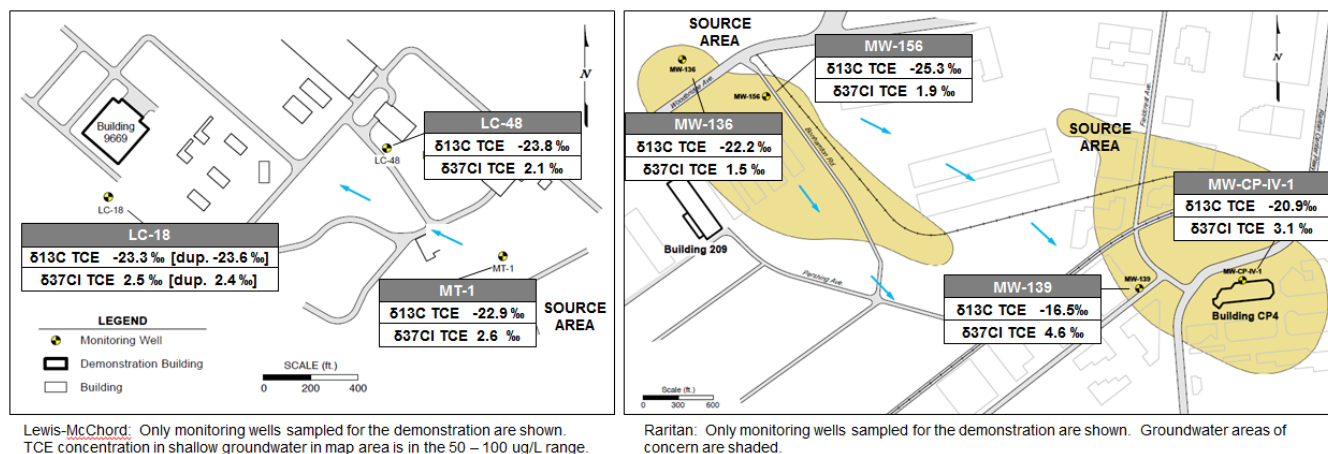 N
Building
9669
LC-48
LC-48
δ13C TCE -23.8 ‰
δ37Cl TCE 2.1 ‰
LC-18
LC-18
δ13C TCE -23.3 ‰ [dup. -23.6 ‰]
δ37Cl TCE 2.5 ‰ [dup. 2.4 ‰]
MT-1
MT-1
δ13C TCE -22.9 ‰
δ37Cl TCE 2.6 ‰
SOURCE
AREA
LEGEND
Monitoring Well
Demonstration Building
Building
SCALE (ft.)
0 200 400
Lewis-McChord: Only monitoring wells sampled for the demonstration are shown.
TCE concentration in shallow groundwater in map area is in the 50 – 100 ug/L range.
SOURCE
AREA
N
MW-136
Woodbridge Ave.
MW-156
MW-156
δ13C TCE -25.3 ‰
δ37Cl TCE 1.9 ‰
MW-136
δ13C TCE -22.2 ‰
δ37Cl TCE 1.5 ‰
Building 209
Pershing Ave.
SOURCE
AREA
MW-CP-IV-1
δ13C TCE -20.9‰
δ37Cl TCE 3.1 ‰
MW-CP-IV-1
Building CP4
MW-139
MW-139
δ13C TCE -16.5‰
δ37Cl TCE 4.6 ‰
Scale (ft.)
0 300 600
Raritan: Only monitoring wells sampled for the demonstration are shown. Groundwater areas of
concern are shaded.